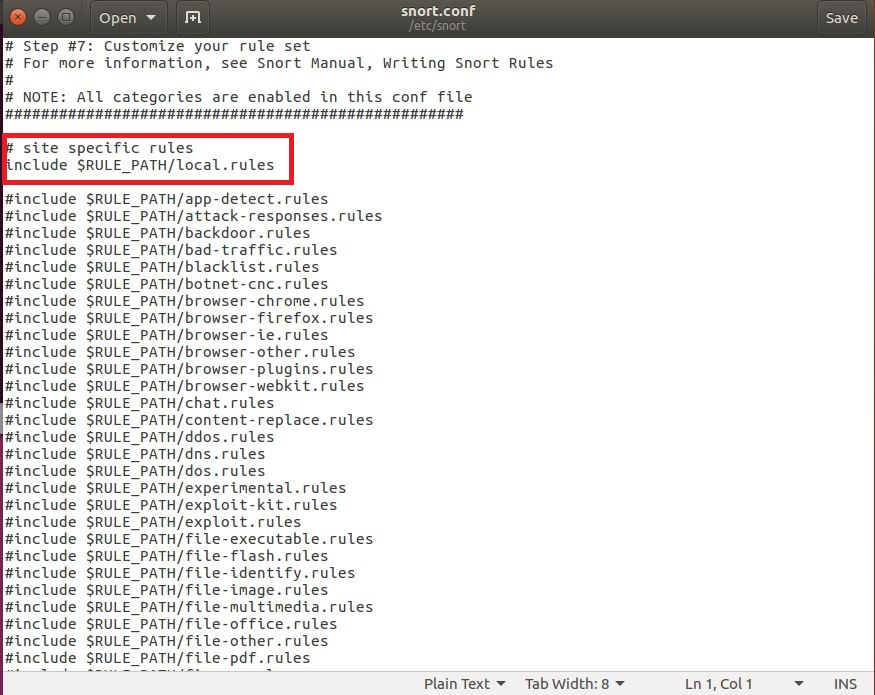 Open
snort.conf
/etc/snort
Save
# Step #7: Customize your rule set
# For more information, see Snort Manual, Writing Snort Rules
#
# NOTE: All categories are enabled in this conf file
###################################################
# site specific rules
include $RULE_PATH/local.rules
#include $RULE_PATH/app-detect.rules
#include $RULE_PATH/attack-responses.rules
#include $RULE_PATH/backdoor.rules
#include $RULE_PATH/bad-traffic.rules
#include $RULE_PATH/blacklist.rules
#include $RULE_PATH/botnet-cnc.rules
#include $RULE_PATH/browser-chrome.rules
#include $RULE_PATH/browser-firefox.rules
#include $RULE_PATH/browser-ie.rules
#include $RULE_PATH/browser-other.rules
#include $RULE_PATH/browser-plugins.rules
#include $RULE_PATH/browser-webkit.rules
#include $RULE_PATH/chat.rules
#include $RULE_PATH/content-replace.rules
#include $RULE_PATH/ddos.rules
#include $RULE_PATH/dns.rules
#include $RULE_PATH/dos.rules
#include $RULE_PATH/experimental.rules
#include $RULE_PATH/exploit-kit.rules
#include $RULE_PATH/exploit.rules
#include $RULE_PATH/file-executable.rules
#include $RULE_PATH/file-flash.rules
#include $RULE_PATH/file-identify.rules
#include $RULE_PATH/file-image.rules
#include $RULE_PATH/file-multimedia.rules
#include $RULE_PATH/file-office.rules
#include $RULE_PATH/file-other.rules
#include $RULE_PATH/file-pdf.rules
Plain Text Tab Width: 8 Ln 1, Col 1 INS